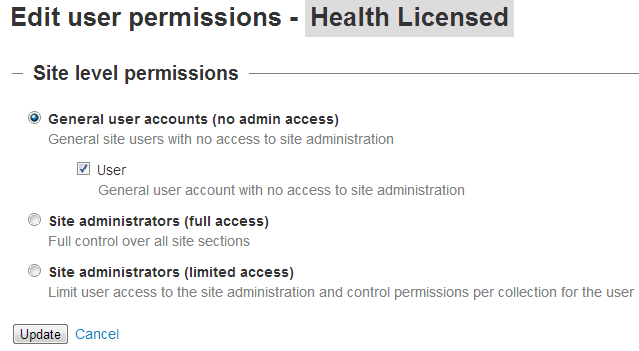 Edit user permissions - Health Licensed
Site level permissions
General user accounts (no admin access)
General site users with no access to site administration
User
General user account with no access to site administration
Site administrators (full access)
Full control over all site sections
Site administrators (limited access)
Limit user access to the site administration and control permissions per collection for the user
Update Cancel